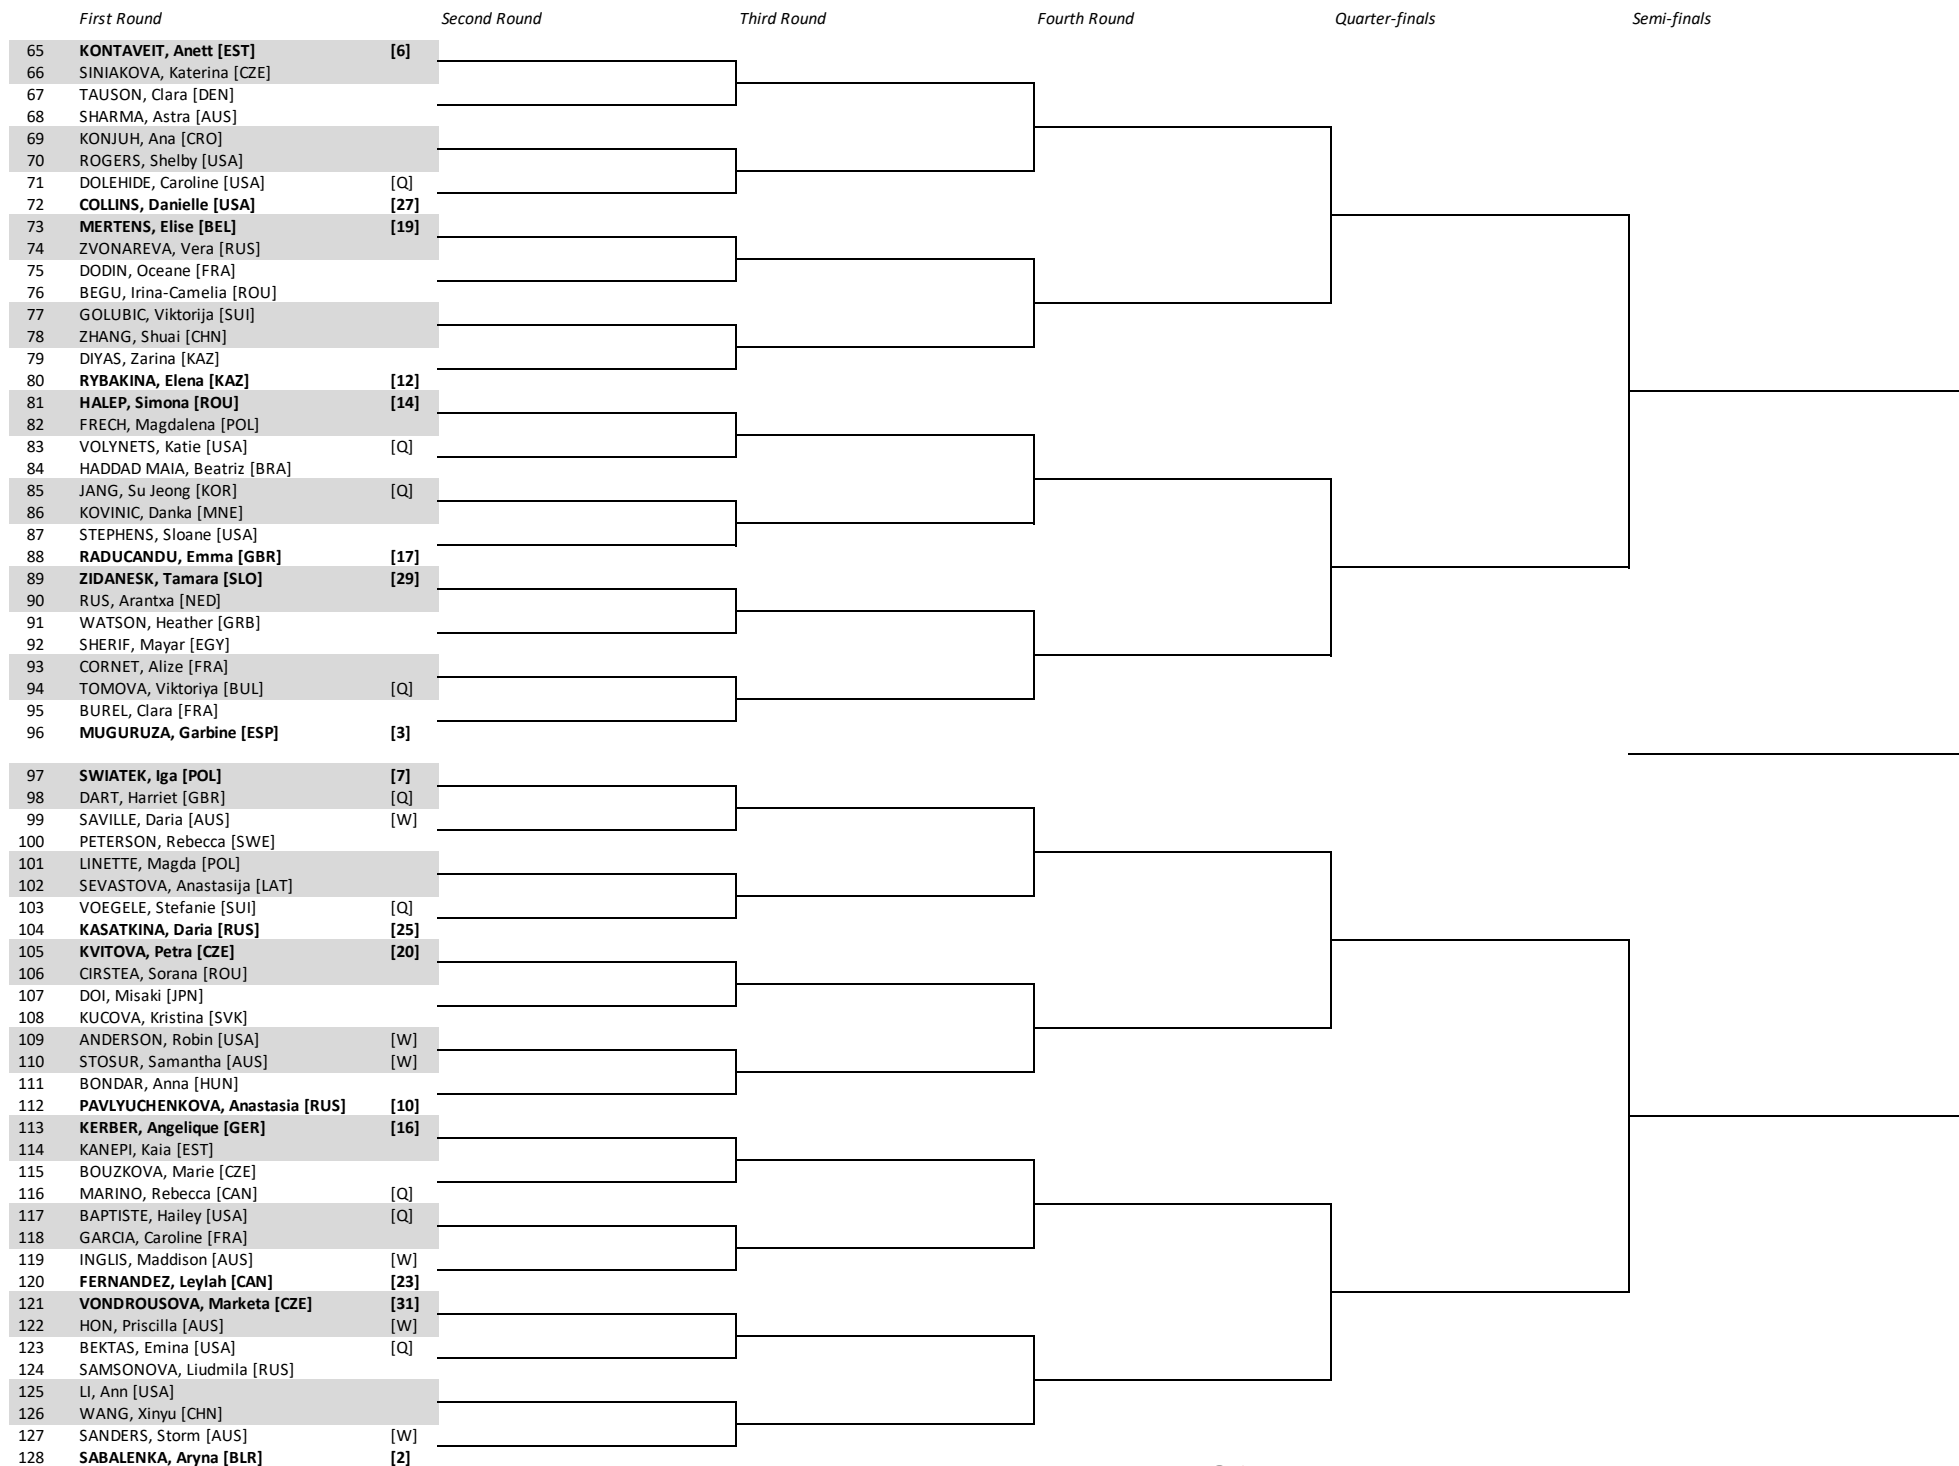 First Round Second Round Third Round Fourth Round Quarter-finals Semi-finals
65 KONTAVEIT, Anett [EST] [6]
66 SINIAKOVA, Katerina [CZE]
67 TAUSON, Clara [DEN]
68 SHARMA, Astra [AUS]
69 KONJUH, Ana [CRO]
70 ROGERS, Shelby [USA]
71 DOLEHIDE, Caroline [USA] [Q]
72 COLLINS, Danielle [USA] [27]
73 MERTENS, Elise [BEL] [19]
74 ZVONAREVA, Vera [RUS]
75 DODIN, Oceane [FRA]
76 BEGU, Irina-Camelia [ROU]
77 GOLUBIC, Viktorija [SUI]
78 ZHANG, Shuai [CHN]
79 DIYAS, Zarina [KAZ]
80 RYBAKINA, Elena [KAZ] [12]
81 HALEP, Simona [ROU] [14]
82 FRECH, Magdalena [POL]
83 VOLYNETS, Katie [USA] [Q]
84 HADDAD MAIA, Beatriz [BRA]
85 JANG, Su Jeong [KOR] [Q]
86 KOVINIC, Danka [MNE]
87 STEPHENS, Sloane [USA]
88 RADUCANDU, Emma [GBR] [17]
89 ZIDANESK, Tamara [SLO] [29]
90 RUS, Arantxa [NED]
91 WATSON, Heather [GRB]
92 SHERIF, Mayar [EGY]
93 CORNET, Alize [FRA]
94 TOMOVA, Viktoriya [BUL] [Q]
95 BUREL, Clara [FRA]
96 MUGURUZA, Garbine [ESP] [3]
97 SWIATEK, Iga [POL] [7]
98 DART, Harriet [GBR] [Q]
99 SAVILLE, Daria [AUS] [W]
100 PETERSON, Rebecca [SWE]
101 LINETTE, Magda [POL]
102 SEVASTOVA, Anastasija [LAT]
103 VOEGELE, Stefanie [SUI] [Q]
104 KASATKINA, Daria [RUS] [25]
105 KVITOVA, Petra [CZE] [20]
106 CIRSTEA, Sorana [ROU]
107 DOI, Misaki [JPN]
108 KUCOVA, Kristina [SVK]
109 ANDERSON, Robin [USA] [W]
110 STOSUR, Samantha [AUS] [W]
111 BONDAR, Anna [HUN]
112 PAVLYUCHENKOVA, Anastasia [RUS] [10]
113 KERBER, Angelique [GER] [16]
114 KANEPI, Kaia [EST]
115 BOUZKOVA, Marie [CZE]
116 MARINO, Rebecca [CAN] [Q]
117 BAPTISTE, Hailey [USA] [Q]
118 GARCIA, Caroline [FRA]
119 INGLIS, Maddison [AUS] [W]
120 FERNANDEZ, Leylah [CAN] [23]
121 VONDROUSOVA, Marketa [CZE] [31]
122 HON, Priscilla [AUS] [W]
123 BEKTAS, Emina [USA] [Q]
124 SAMSONOVA, Liudmila [RUS]
125 LI, Ann [USA]
126 WANG, Xinyu [CHN]
127 SANDERS, Storm [AUS] [W]
128 SABALENKA, Aryna [BLR] [2]